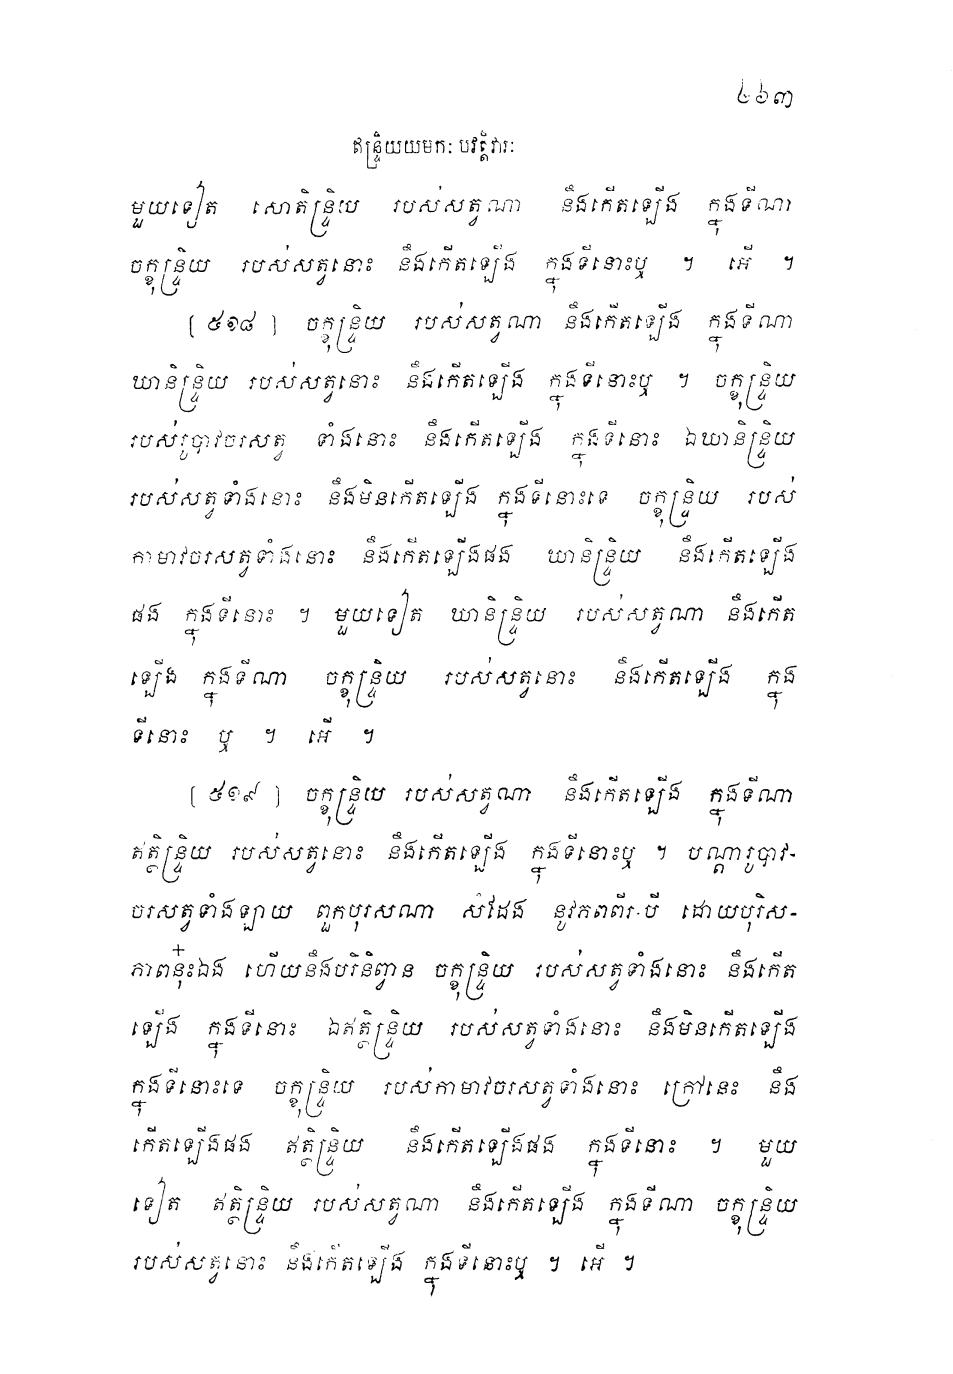 ៤៦៣
ឥន្ទ្រិយយមកៈ បវត្តិវារៈ
មួយទៀត សោតិន្ទ្រិយ របស់សត្វណា នឹងកើតឡើង ក្នុងទីណា
ចក្ខុន្ទ្រិយ របស់សត្វនោះ នឹងកើតឡើង ក្នុងទីនោះឬ ។ អើ ។
[ ៥១៨ ] ចក្ខុន្ទ្រិយ របស់សត្វណា នឹងកើតឡើង ក្នុងទីណា
ឃានិន្ទ្រិយ របស់សត្វនោះ នឹងកើតឡើង ក្នុងទីនោះឬ ។ ចក្ខុន្ទ្រិយ
របស់រូបាវចរសត្វ ទាំងនោះ នឹងកើតឡើង ក្នុងទីនោះ ឯឃានិន្ទ្រិយ
របស់សត្វទាំងនោះ នឹងមិនកើតឡើង ក្នុងទីនោះទេ ចក្ខុន្ទ្រិយ របស់
កាមាវចរសត្វទាំងនោះ នឹងកើតឡើងផង ឃានិន្ទ្រិយ នឹងកើតឡើង
ផង ក្នុងទីនោះ ។ មួយទៀត ឃានិន្ទ្រិយ របស់សត្វណា នឹងកើត
ឡើង ក្នុងទីណា ចក្ខុន្ទ្រិយ របស់សត្វនោះ នឹងកើតឡើង ក្នុង
ទីនោះ ឬ ។ អើ ។
[ ៥១៩ ] ចក្ខុន្ទ្រិយ របស់សត្វណា នឹងកើតឡើង ក្នុងទីណា
ឥត្ថិន្ទ្រិយ របស់សត្វនោះ នឹងកើតឡើង ក្នុងទីនោះឬ ។ បណ្តារូបាវ-
ចរសត្វទាំងឡាយ ពួកបុរសណា សំដែង នូវភពពីរ-បី ដោយបុរិស-
ភាពនុ៎ះឯង ហើយនឹងបរិនិព្វាន ចក្ខុន្ទ្រិយ របស់សត្វទាំងនោះ នឹងកើត
ឡើង ក្នុងទីនោះ ឯឥត្ថិន្ទ្រិយ របស់សត្វទាំងនោះ នឹងមិនកើតឡើង
ក្នុងទីនោះទេ ចក្ខុន្ទ្រិយ របស់កាមាវចរសត្វទាំងនោះ ក្រៅនេះ នឹង
កើតឡើងផង ឥត្ថិន្ទ្រិយ នឹងកើតឡើងផង ក្នុងទីនោះ ។ មួយ
ទៀត ឥត្ថិន្ទ្រិយ របស់សត្វណា នឹងកើតឡើង ក្នុងទីណា ចក្ខុន្ទ្រិយ
របស់សត្វនោះ នឹងកើតឡើង ក្នុងទីនោះឬ ។ អើ ។